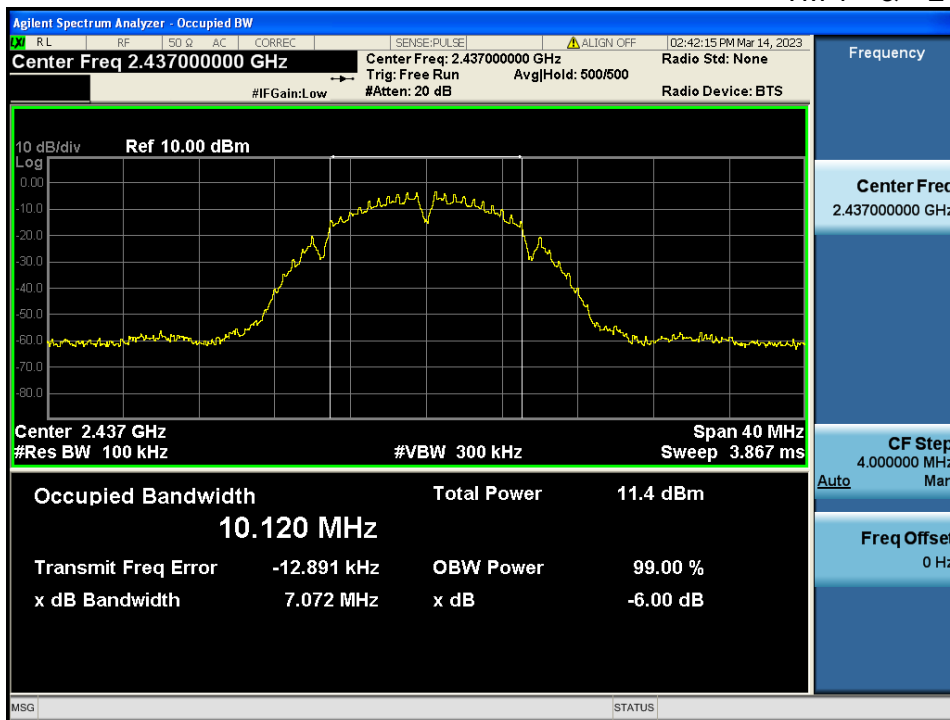 Agilent Spectrum Analyzer - Occupied BW
LXI RL RF 50 Ω AC CORREC SENSE:PULSE ALIGN OFF 02:42:15 PM Mar 14, 2023
Center Freq 2.437000000 GHz
Center Freq: 2.437000000 GHz Radio Std: None
Trig: Free Run Avg|Hold: 500/500
#IFGain:Low #Atten: 20 dB Radio Device: BTS
10 dB/div Ref 10.00 dBm
Log
0.00
-10.0
-20.0
-30.0
-40.0
-50.0
-60.0
-70.0
-80.0
Center 2.437 GHz Span 40 MHz
#Res BW 100 kHz #VBW 300 kHz Sweep 3.867 ms
Occupied Bandwidth Total Power 11.4 dBm
10.120 MHz
Transmit Freq Error -12.891 kHz OBW Power 99.00 %
x dB Bandwidth 7.072 MHz x dB -6.00 dB
MSG STATUS
Frequency
Center Freq
2.437000000 GHz
CF Step
4.000000 MHz
Auto Man
Freq Offset
0 Hz